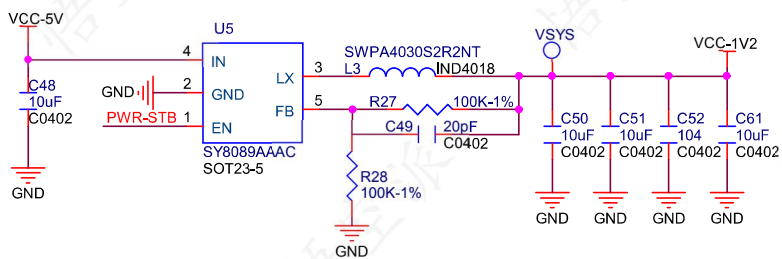 VCC-5V
U5
VSYS
VCC-1V2
SWPA4030S2R2NT
4 IN
3
LX
L3
IND4018
C48
10uF
C0402
GND
2 GND
5
FB
R27
100K-1%
PWR-STB
1
EN
C49
20pF
C0402
SY8089AAAC
SOT23-5
C50
10uF
C0402
C51
10uF
C0402
C52
104
C0402
C61
10uF
C0402
R28
100K-1%
GND
GND
GND
GND
GND
GND